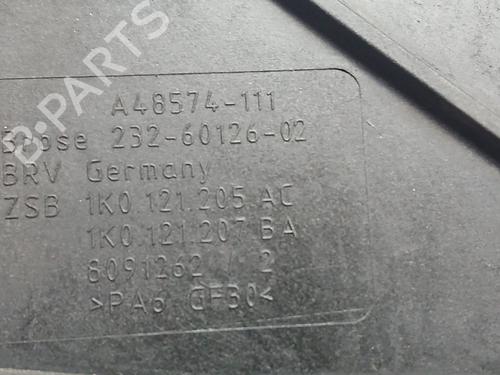 B-PARTS
A48574-111
Brose 232-60126-02
BRV Germany
ZSB 1K0.121.205 AC
1K0.121.207 BA
8091262 / 2
>PA6 GF30<